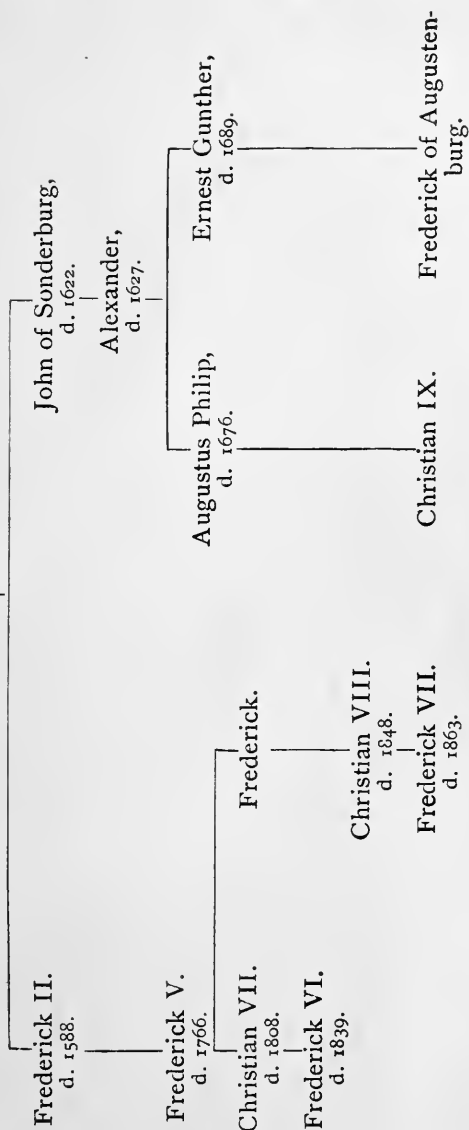 John of Sonderburg,
d. 1622.
Alexander,
d. 1627.
Augustus Philip,
d. 1676.
Ernest Gunther,
d. 1689.
Christian IX.
Frederick of Augusten-
burg.
Frederick II.
d. 1588.
Frederick V.
d. 1766.
Christian VII.
d. 1808.
Frederick.
Frederick VI.
d. 1839.
Christian VIII.
d. 1848.
Frederick VII.
d. 1863.